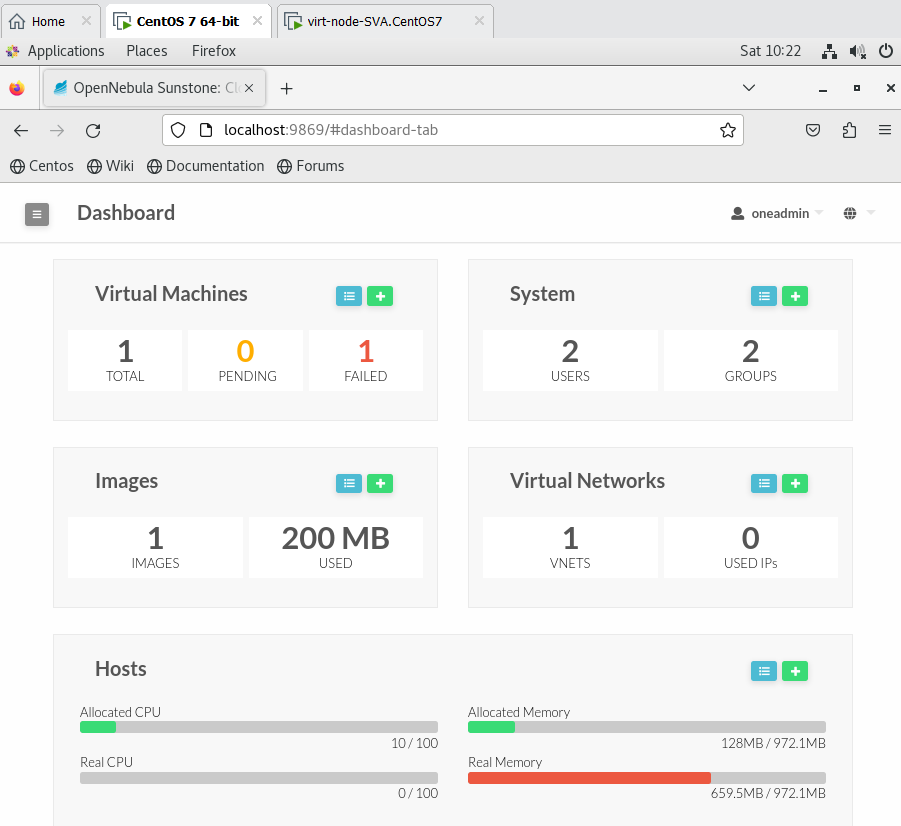 Home CentOS 7 64-bit virt-node-SVA.CentOS7
Applications Places Firefox Sat 10:22
OpenNebula Sunstone: Clo
localhost:9869/#dashboard-tab
Centos Wiki Documentation Forums
Dashboard oneadmin
Virtual Machines
1 0 1
TOTAL PENDING FAILED
System
2 2
USERS GROUPS
Images
1 200 MB
IMAGES USED
Virtual Networks
1 0
VNETS USED IPs
Hosts
Allocated CPU
10 / 100
Real CPU
0 / 100
Allocated Memory
128MB / 972.1MB
Real Memory
659.5MB / 972.1MB